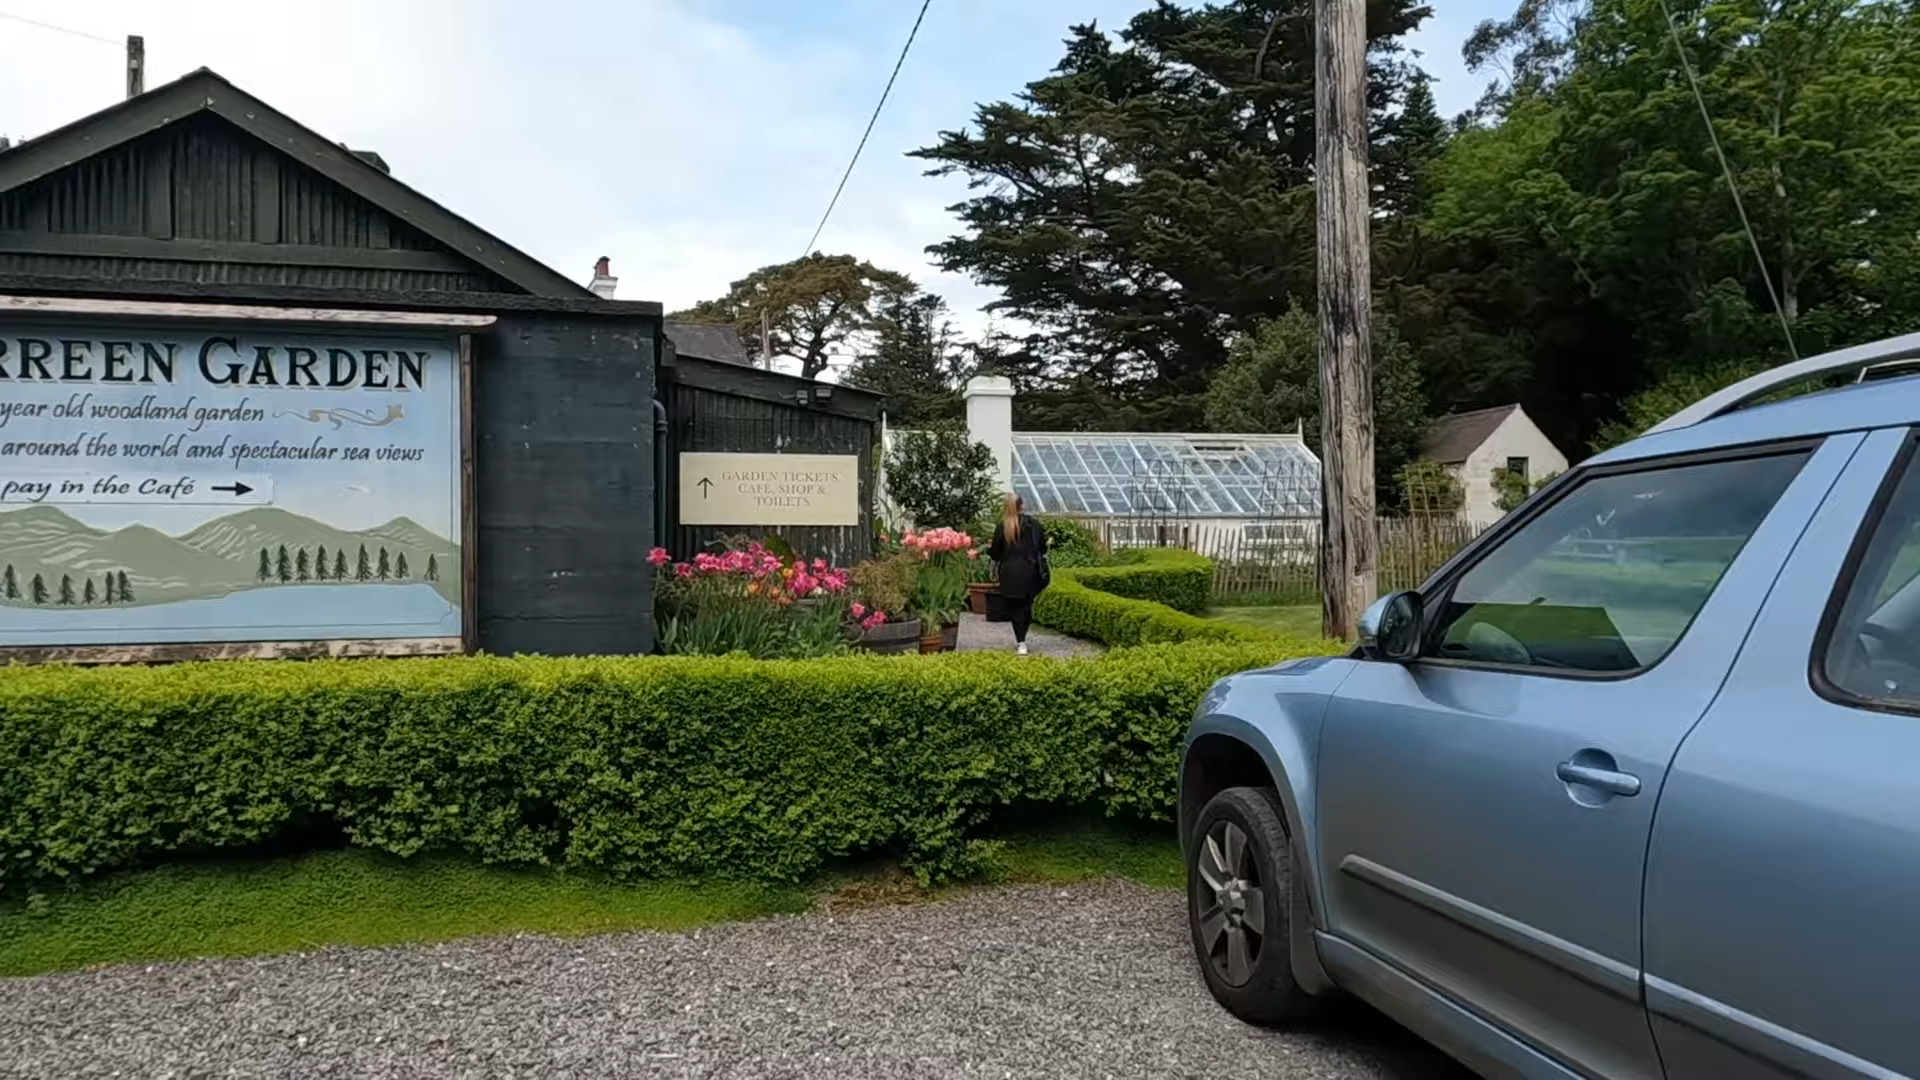 RREEN GARDEN
year old woodland garden
around the world and spectacular sea views
pay in the Café →
↑ GARDEN TICKETS
CAFE, SHOP &
TOILETS